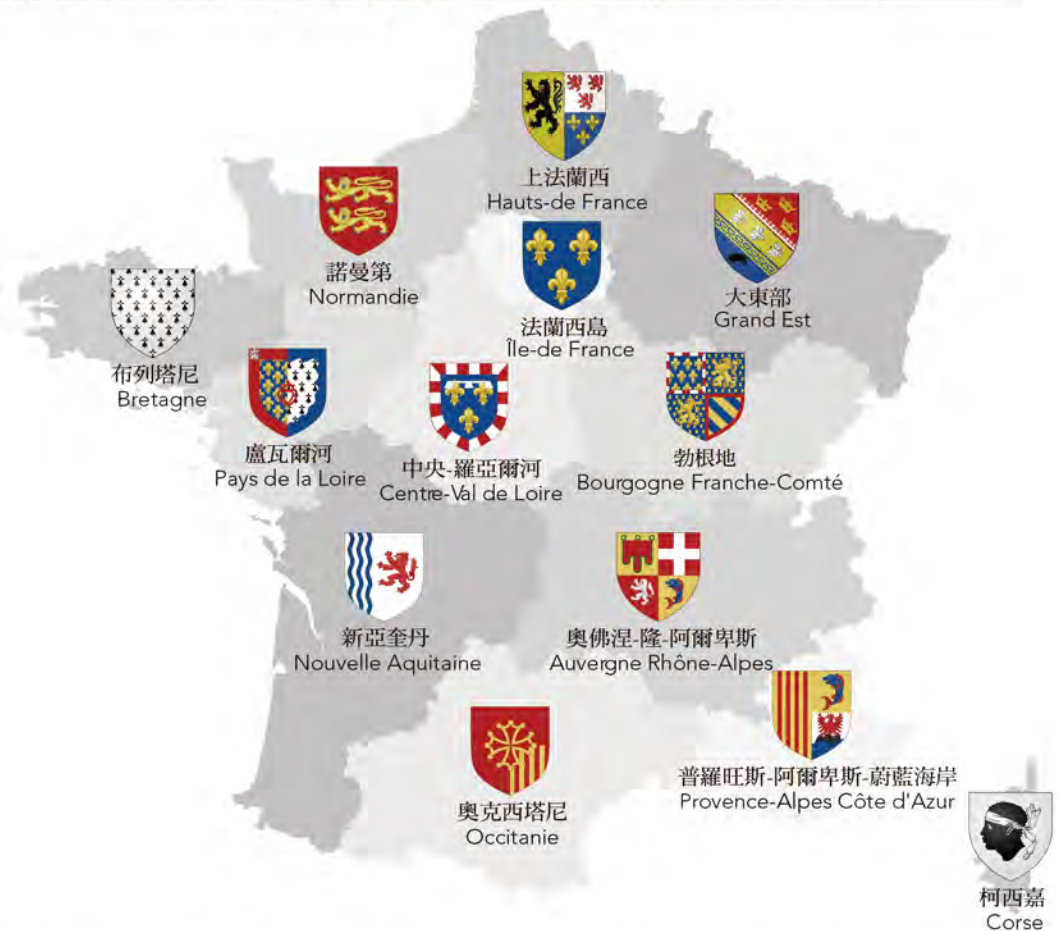 上法蘭西
Hauts-de France
諾曼第
Normandie
大東部
Grand Est
法蘭西島
Île-de France
布列塔尼
Bretagne
盧瓦爾河
Pays de la Loire
中央-羅亞爾河
Centre-Val de Loire
勃根地
Bourgogne Franche-Comté
新亞奎丹
Nouvelle Aquitaine
奧佛涅-隆-阿爾卑斯
Auvergne Rhône-Alpes
奧克西塔尼
Occitanie
普羅旺斯-阿爾卑斯-蔚藍海岸
Provence-Alpes Côte d'Azur
柯西嘉
Corse